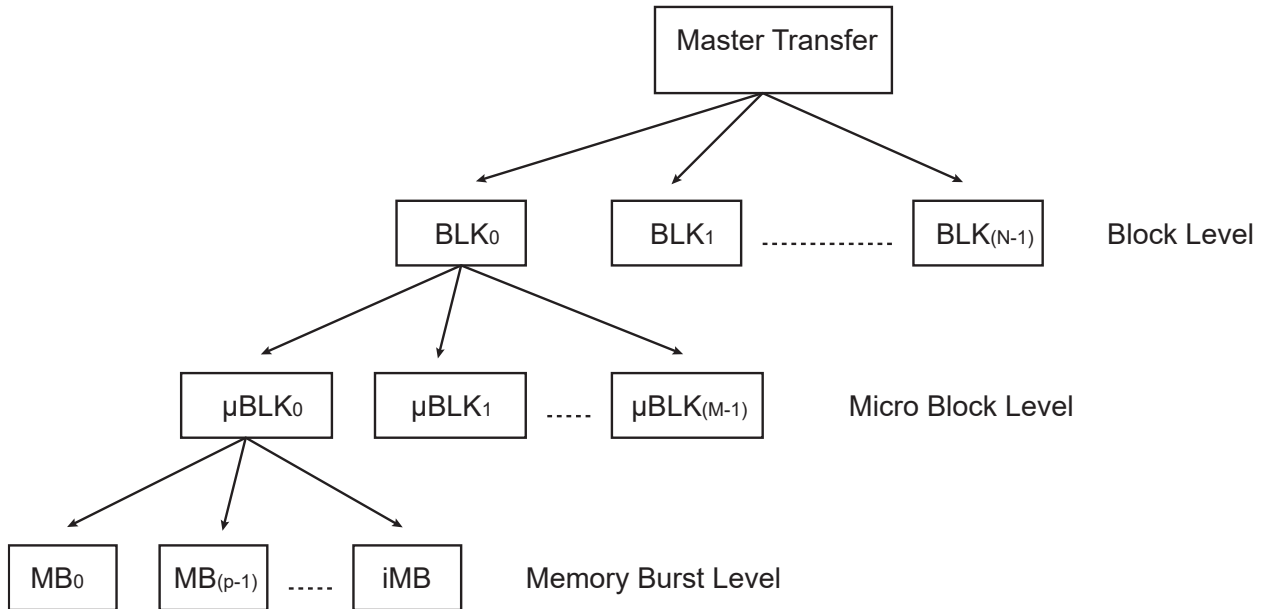 Master Transfer
BLK0 BLK1 BLK(N-1) Block Level
µBLK0 µBLK1 µBLK(M-1) Micro Block Level
MB0 MB(p-1) iMB Memory Burst Level